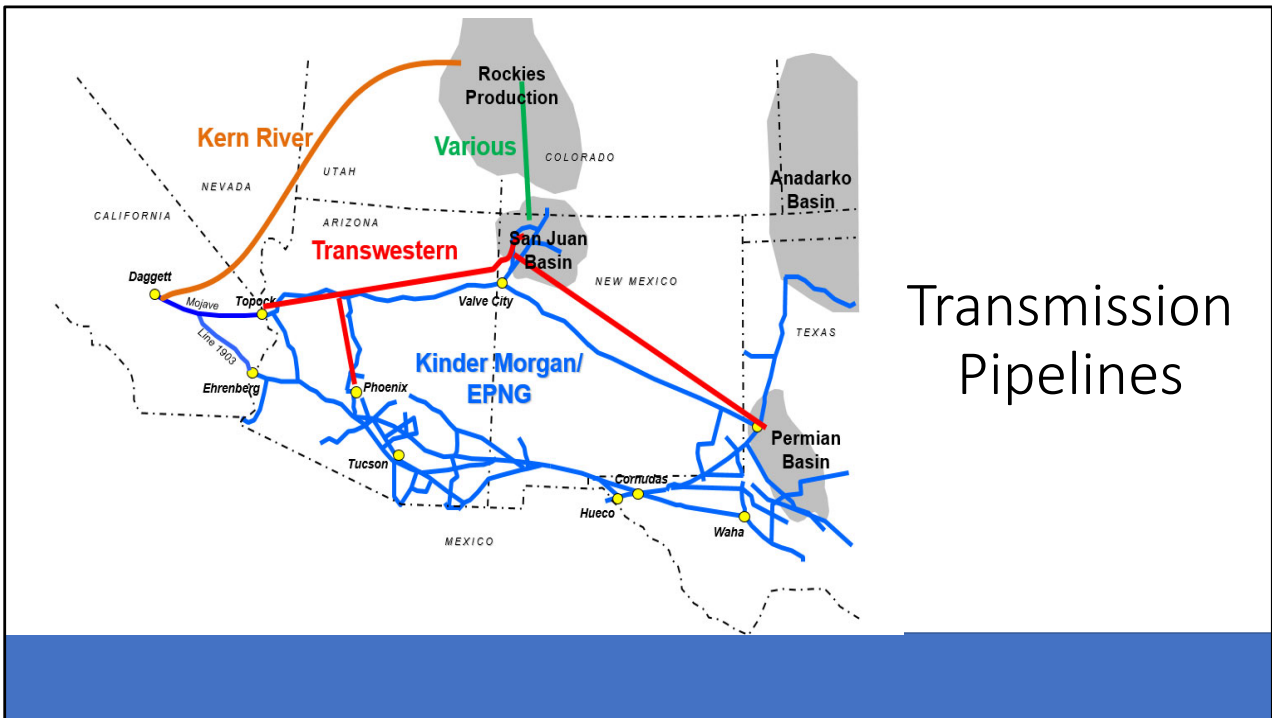 Rockies
Production
Kern River
Various
COLORADO
UTAH
NEVADA
Anadarko
Basin
CALIFORNIA
ARIZONA
Transwestern
San Juan
Basin
NEW MEXICO
Daggett
Mojave
Topock
Valve City
TEXAS
Line 1903
Kinder Morgan/
EPNG
Ehrenberg
Phoenix
Permian
Basin
Tucson
Cornudas
Hueco
Waha
MEXICO
Transmission
Pipelines